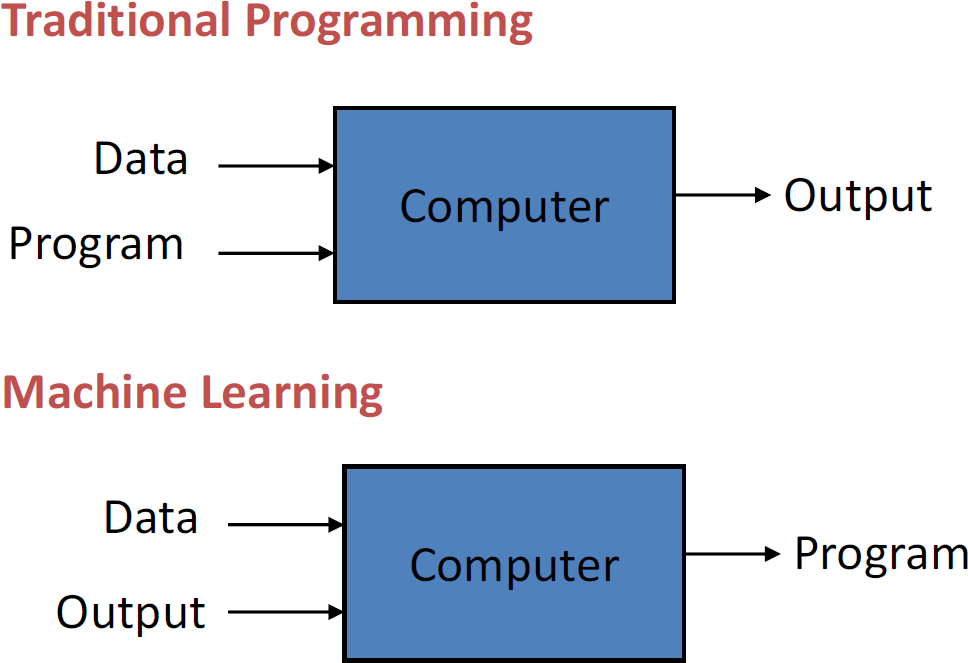 Traditional Programming
Data
Program
Computer
Output
Machine Learning
Data
Output
Computer
Program